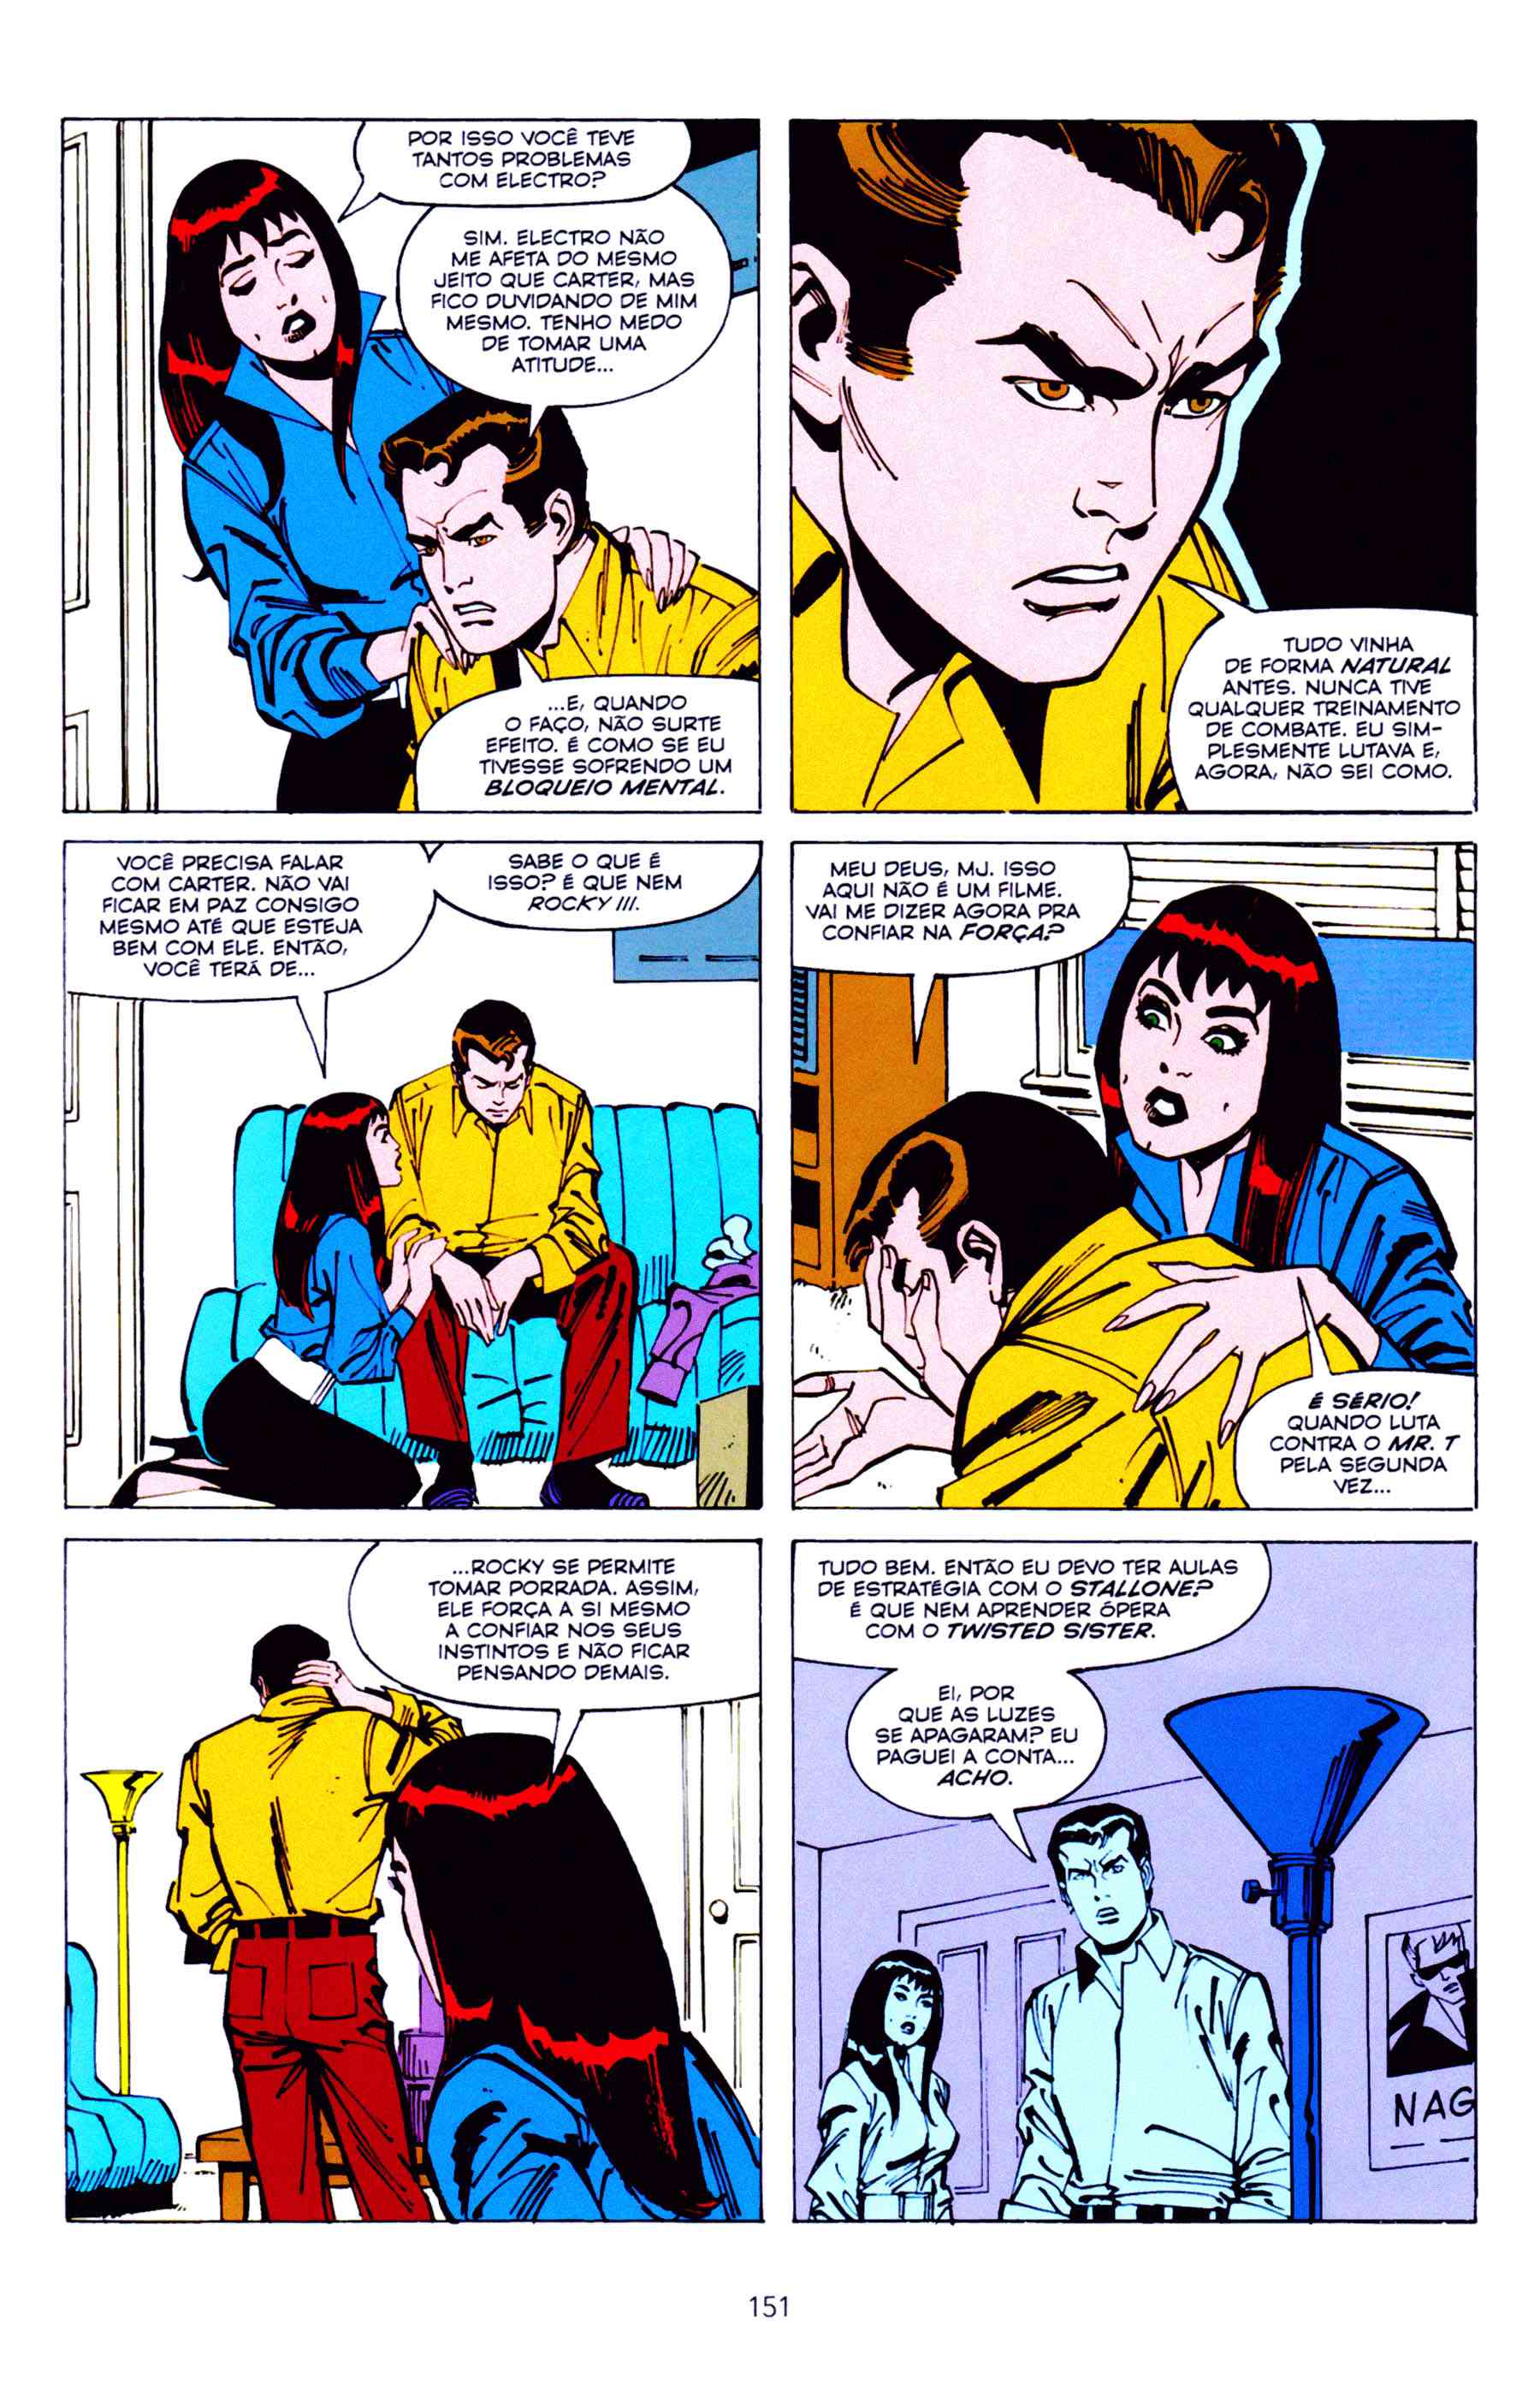 POR ISSO VOCÊ TEVE
TANTOS PROBLEMAS
COM ELECTRO?
SIM. ELECTRO NÃO
ME AFETA DO MESMO
JEITO QUE CARTER, MAS
FICO DUVIDANDO DE MIM
MESMO. TENHO MEDO
DE TOMAR UMA
ATITUDE...
...E, QUANDO
O FAÇO, NÃO SURTE
EFEITO. É COMO SE EU
TIVESSE SOFRENDO UM
BLOQUEIO MENTAL.
TUDO VINHA
DE FORMA NATURAL
ANTES. NUNCA TIVE
QUALQUER TREINAMENTO
DE COMBATE. EU SIM-
PLESMENTE LUTAVA E,
AGORA, NÃO SEI COMO.
VOCÊ PRECISA FALAR
COM CARTER. NÃO VAI
FICAR EM PAZ CONSIGO
MESMO ATÉ QUE ESTEJA
BEM COM ELE. ENTÃO,
VOCÊ TERÁ DE...
SABE O QUE É
ISSO? É QUE NEM
ROCKY III.
MEU DEUS, MJ. ISSO
AQUI NÃO É UM FILME.
VAI ME DIZER AGORA PRA
CONFIAR NA FORÇA?
É SÉRIO!
QUANDO LUTA
CONTRA O MR. T
PELA SEGUNDA
VEZ...
...ROCKY SE PERMITE
TOMAR PORRADA. ASSIM,
ELE FORÇA A SI MESMO
A CONFIAR NOS SEUS
INSTINTOS E NÃO FICAR
PENSANDO DEMAIS.
TUDO BEM. ENTÃO EU DEVO TER AULAS
DE ESTRATÉGIA COM O STALLONE?
É QUE NEM APRENDER ÓPERA
COM O TWISTED SISTER.
EI, POR
QUE AS LUZES
SE APAGARAM? EU
PAGUEI A CONTA...
ACHO.
NAG
151